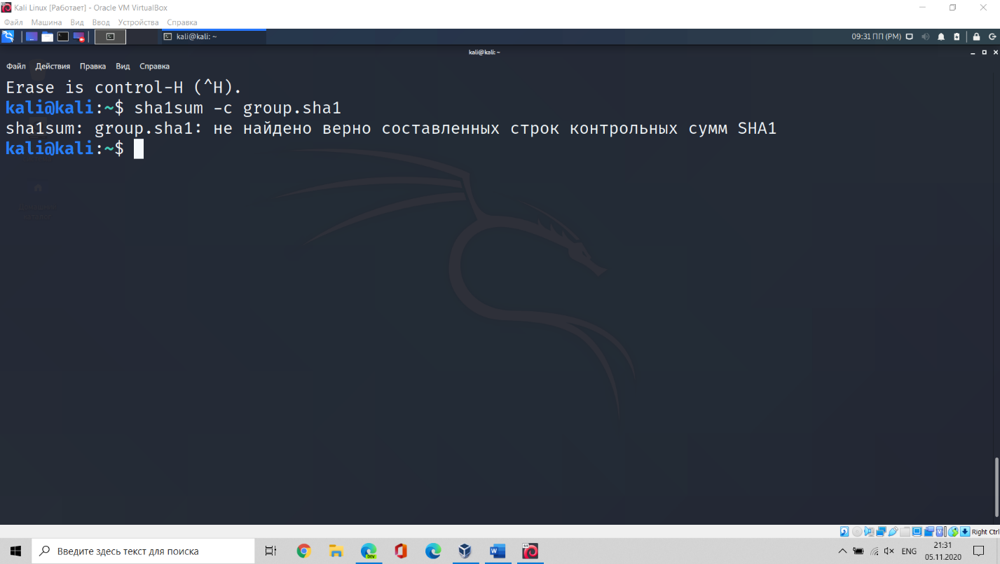 Kali Linux [Работает] - Oracle VM VirtualBox
Файл Машина Вид Ввод Устройства Справка
kali@kali: ~ 09:31 ПП (PM)
kali@kali: ~
Файл Действия Правка Вид Справка
Erase is control-H (^H).
kali@kali:~$ sha1sum -c group.sha1
sha1sum: group.sha1: не найдено верно составленных строк контрольных сумм SHA1
kali@kali:~$
Right Ctrl
Введите здесь текст для поиска
DEV
64
ENG
21:31
05.11.2020